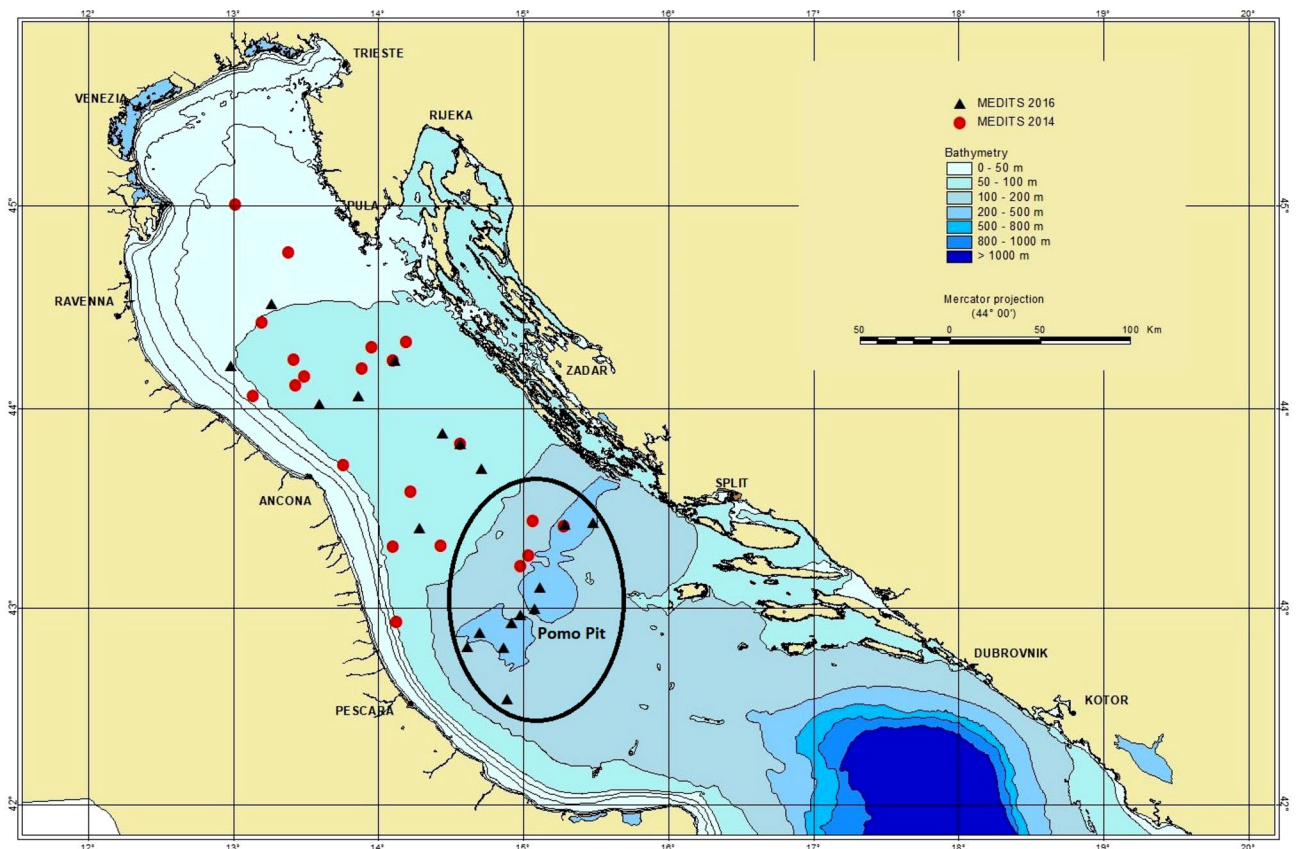 12° 13° 14° 15° 16° 17° 18° 19° 20°
TRIESTE
VENEZIA
RIJEKA
MEDITS 2016
MEDITS 2014
Bathymetry
0 - 50 m
50 - 100 m
100 - 200 m
200 - 500 m
500 - 800 m
800 - 1000 m
> 1000 m
45° 45°
PULA
RAVENNA
Mercator projection
(44° 00')
50 0 50 100 Km
ZADAR
44° 44°
ANCONA
SPLIT
43° 43°
Pomo Pit
DUBROVNIK
KOTOR
PESCARA
42° 42°
12° 13° 14° 15° 16° 17° 18° 19° 20°